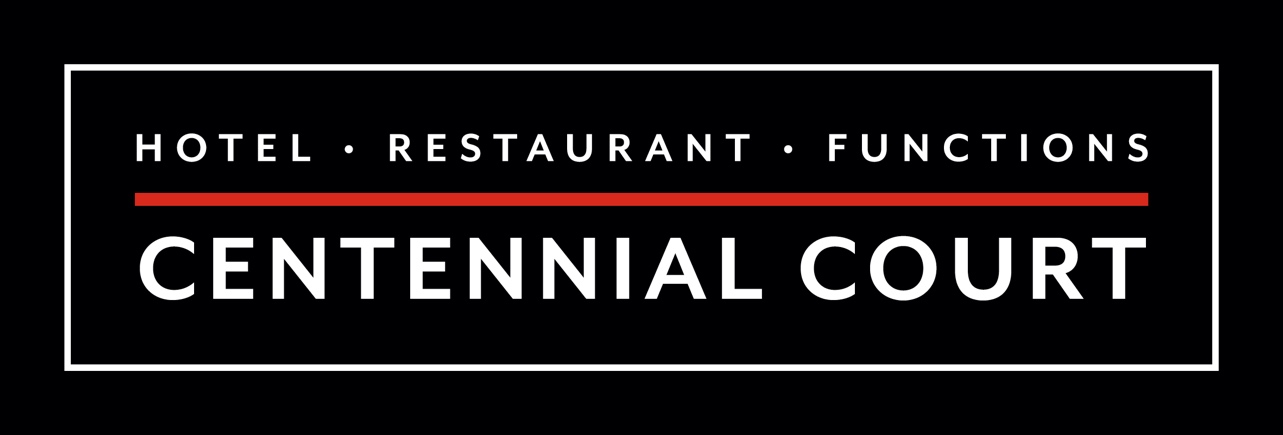 HOTEL · RESTAURANT · FUNCTIONS
CENTENNIAL COURT